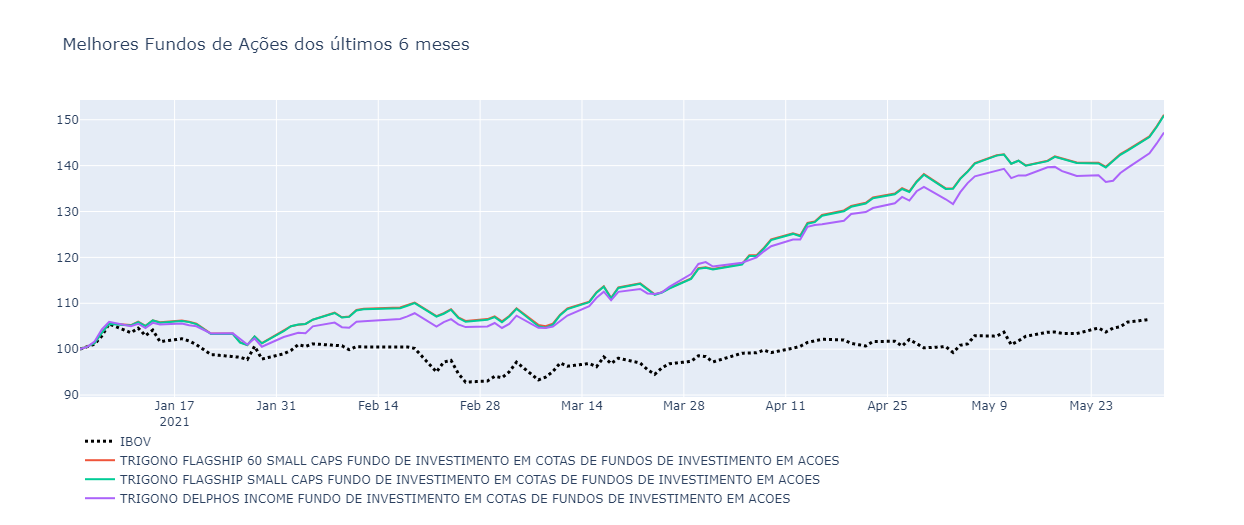 Melhores Fundos de Ações dos últimos 6 meses
150
140
130
120
110
100
90
Jan 17 Jan 31 Feb 14 Feb 28 Mar 14 Mar 28 Apr 11 Apr 25 May 9 May 23
2021
IBOV
TRIGONO FLAGSHIP 60 SMALL CAPS FUNDO DE INVESTIMENTO EM COTAS DE FUNDOS DE INVESTIMENTO EM ACOES
TRIGONO FLAGSHIP SMALL CAPS FUNDO DE INVESTIMENTO EM COTAS DE FUNDOS DE INVESTIMENTO EM ACOES
TRIGONO DELPHOS INCOME FUNDO DE INVESTIMENTO EM COTAS DE FUNDOS DE INVESTIMENTO EM ACOES